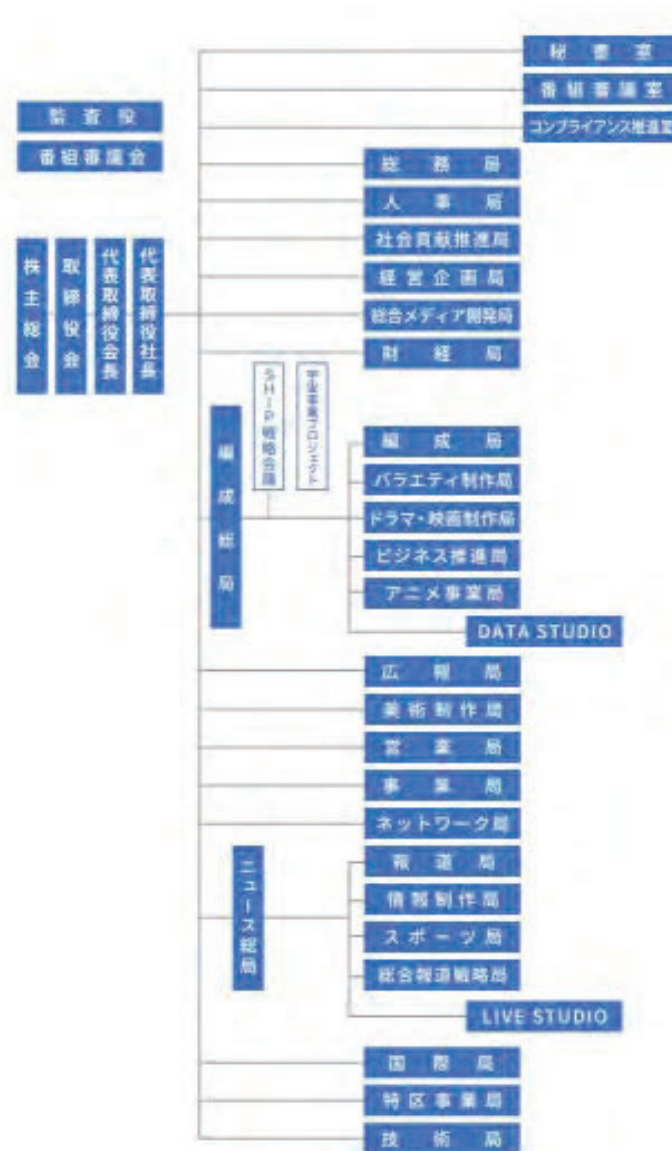 秘書室
番組審議室
コンプライアンス推進室
監査役
番組審議会
総務局
人事局
社会貢献推進局
経営企画局
総合メディア開発局
財経局
株主総会
取締役会
代表取締役会長
代表取締役社長
戦略会議
事業プロジェクト
編成総局
編成局
バラエティ制作局
ドラマ・映画制作局
ビジネス推進局
アニメ事業局
DATA STUDIO
広報局
美術制作局
営業局
事業局
ネットワーク局
ニュース総局
報道局
情報制作局
スポーツ局
総合報道戦略局
LIVE STUDIO
国際局
特区事業局
技術局